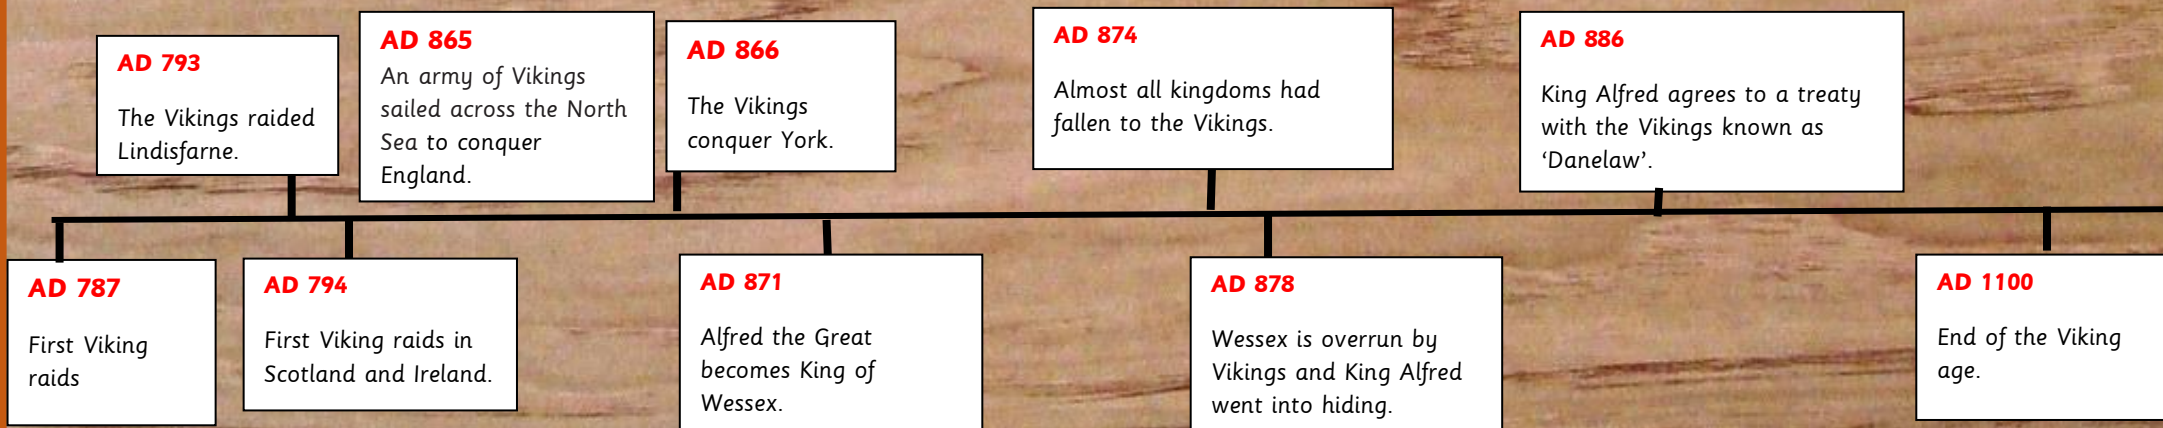 AD 793
The Vikings raided
Lindisfarne.
AD 865
An army of Vikings
sailed across the North
Sea to conquer
England.
AD 866
The Vikings
conquer York.
AD 874
Almost all kingdoms had
fallen to the Vikings.
AD 886
King Alfred agrees to a treaty
with the Vikings known as
‘Danelaw’.
AD 787
First Viking
raids
AD 794
First Viking raids in
Scotland and Ireland.
AD 871
Alfred the Great
becomes King of
Wessex.
AD 878
Wessex is overrun by
Vikings and King Alfred
went into hiding.
AD 1100
End of the Viking
age.